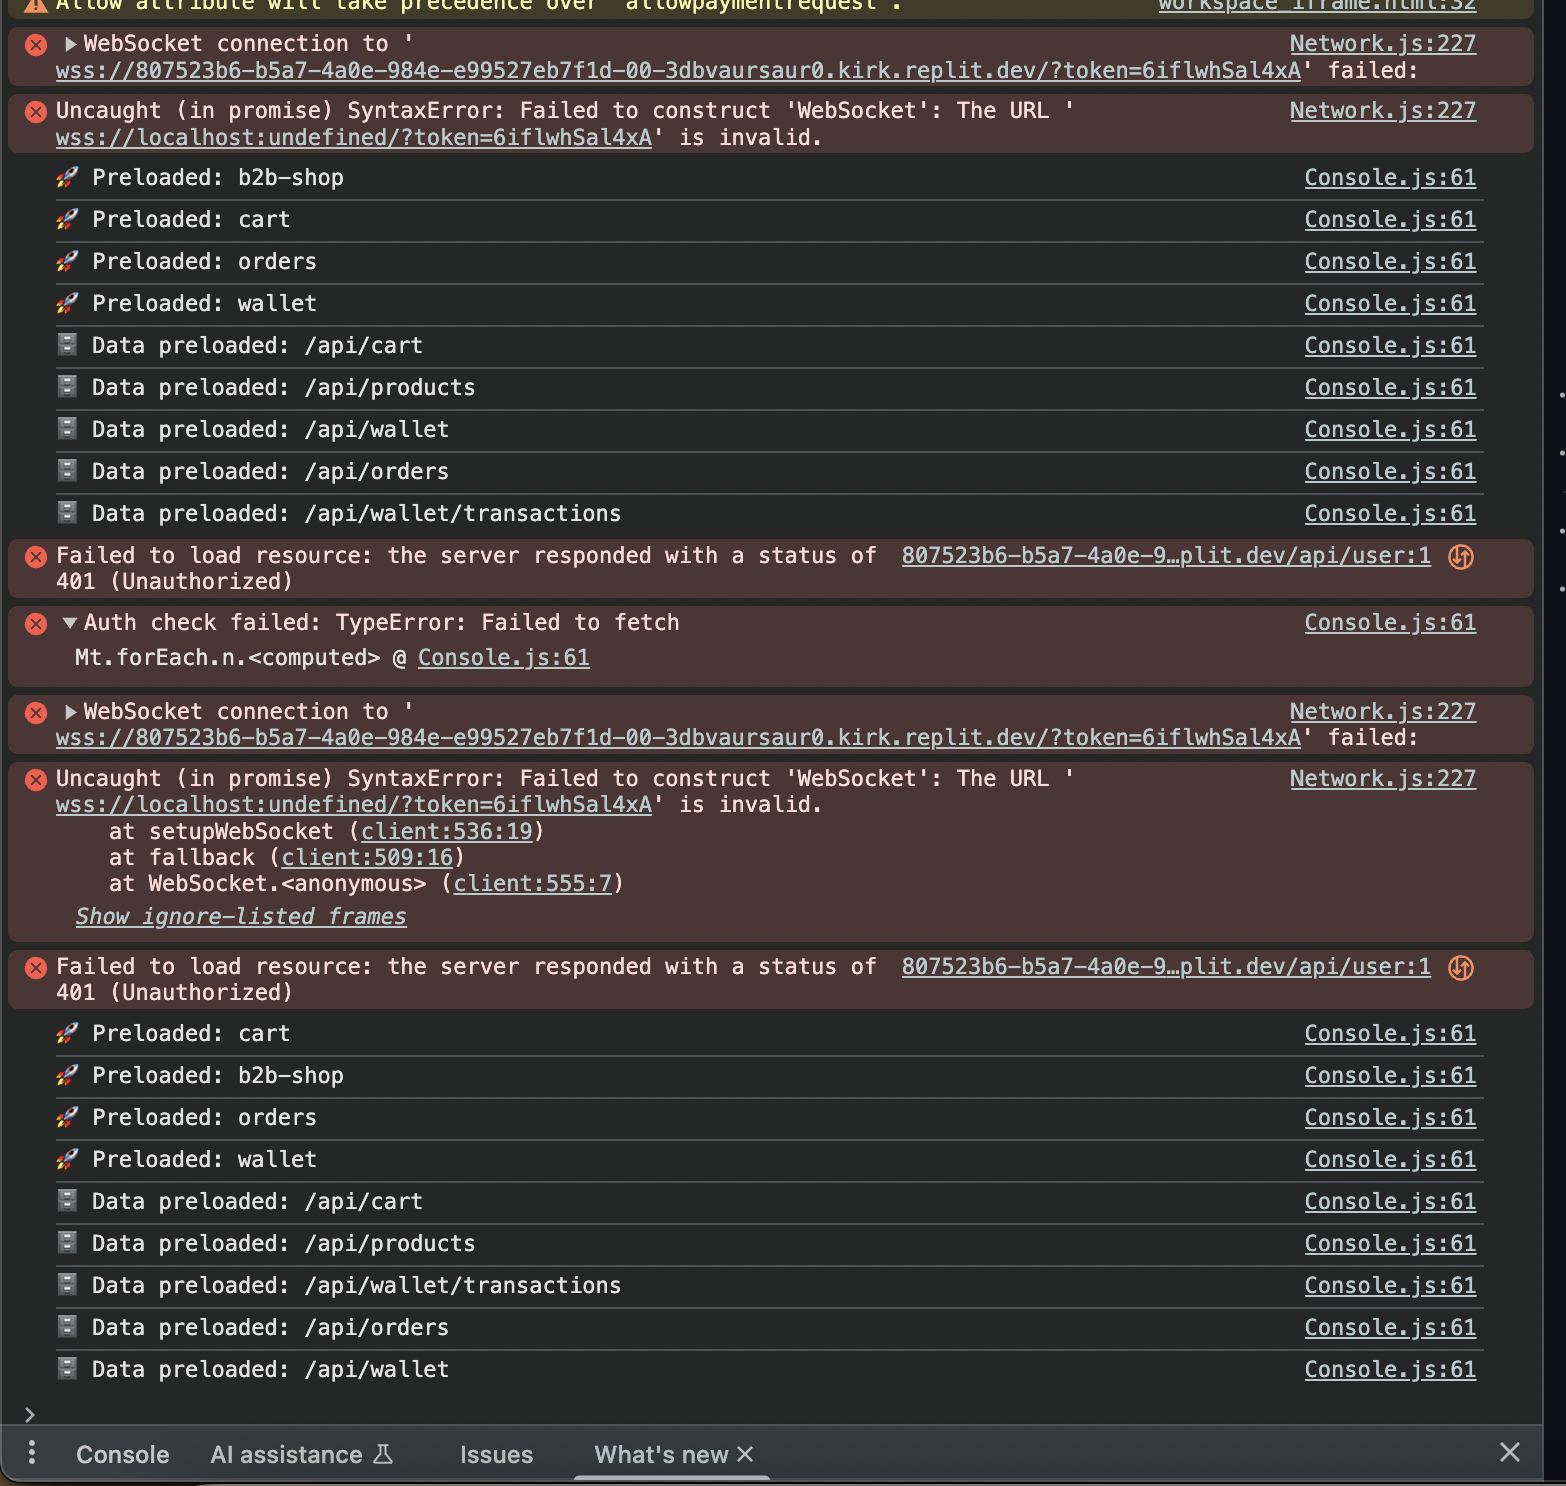 Allow attribute will take precedence over 'allowpaymentrequest'. workspace_iframe.html:32
WebSocket connection to ' Network.js:227
wss://807523b6-b5a7-4a0e-984e-e99527eb7f1d-00-3dbvaursaur0.kirk.replit.dev/?token=6iflwhSal4xA' failed:
Uncaught (in promise) SyntaxError: Failed to construct 'WebSocket': The URL ' Network.js:227
wss://localhost:undefined/?token=6iflwhSal4xA' is invalid.
🚀 Preloaded: b2b-shop Console.js:61
🚀 Preloaded: cart Console.js:61
🚀 Preloaded: orders Console.js:61
🚀 Preloaded: wallet Console.js:61
🗄️ Data preloaded: /api/cart Console.js:61
🗄️ Data preloaded: /api/products Console.js:61
🗄️ Data preloaded: /api/wallet Console.js:61
🗄️ Data preloaded: /api/orders Console.js:61
🗄️ Data preloaded: /api/wallet/transactions Console.js:61
Failed to load resource: the server responded with a status of 807523b6-b5a7-4a0e-9…plit.dev/api/user:1
401 (Unauthorized)
Auth check failed: TypeError: Failed to fetch Console.js:61
Mt.forEach.n.<computed> @ Console.js:61
WebSocket connection to ' Network.js:227
wss://807523b6-b5a7-4a0e-984e-e99527eb7f1d-00-3dbvaursaur0.kirk.replit.dev/?token=6iflwhSal4xA' failed:
Uncaught (in promise) SyntaxError: Failed to construct 'WebSocket': The URL ' Network.js:227
wss://localhost:undefined/?token=6iflwhSal4xA' is invalid.
at setupWebSocket (client:536:19)
at fallback (client:509:16)
at WebSocket.<anonymous> (client:555:7)
Show ignore-listed frames
Failed to load resource: the server responded with a status of 807523b6-b5a7-4a0e-9…plit.dev/api/user:1
401 (Unauthorized)
🚀 Preloaded: cart Console.js:61
🚀 Preloaded: b2b-shop Console.js:61
🚀 Preloaded: orders Console.js:61
🚀 Preloaded: wallet Console.js:61
🗄️ Data preloaded: /api/cart Console.js:61
🗄️ Data preloaded: /api/products Console.js:61
🗄️ Data preloaded: /api/wallet/transactions Console.js:61
🗄️ Data preloaded: /api/orders Console.js:61
🗄️ Data preloaded: /api/wallet Console.js:61
Console AI assistance Issues What's new